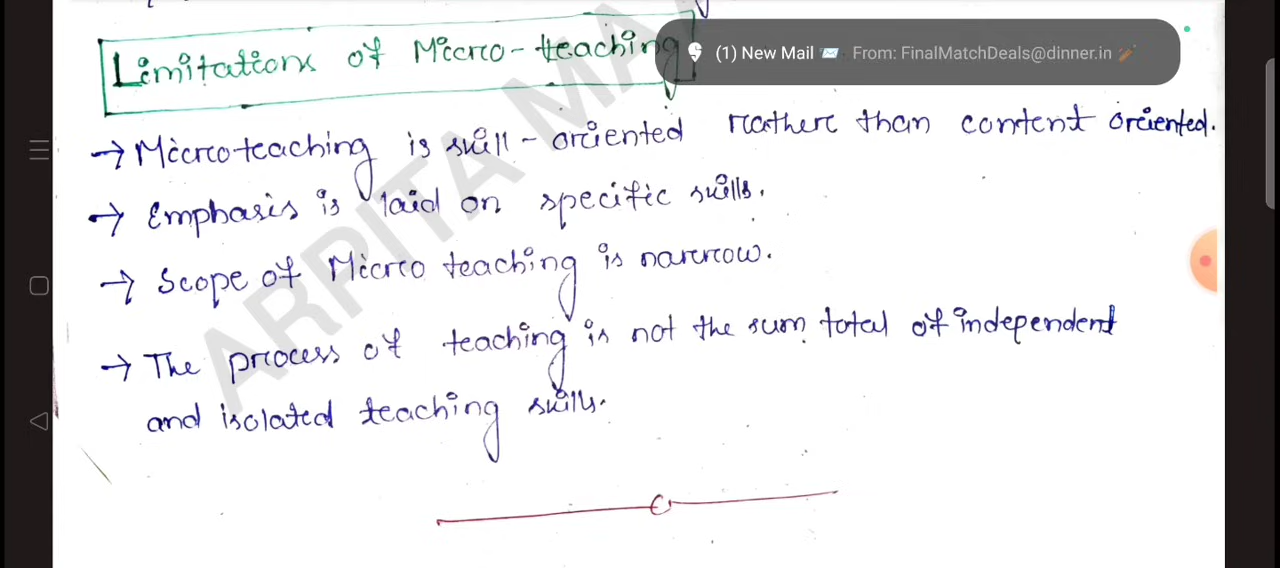 Limitations of Micro-teaching
(1) New Mail 📨 From: FinalMatchDeals@dinner.in
→ Microteaching is skill-oriented rather than content oriented.
→ Emphasis is laid on specific skills.
→ Scope of Micro teaching is narrow.
→ The process of teaching is not the sum total of independent
and isolated teaching skills.
ARPITA MA